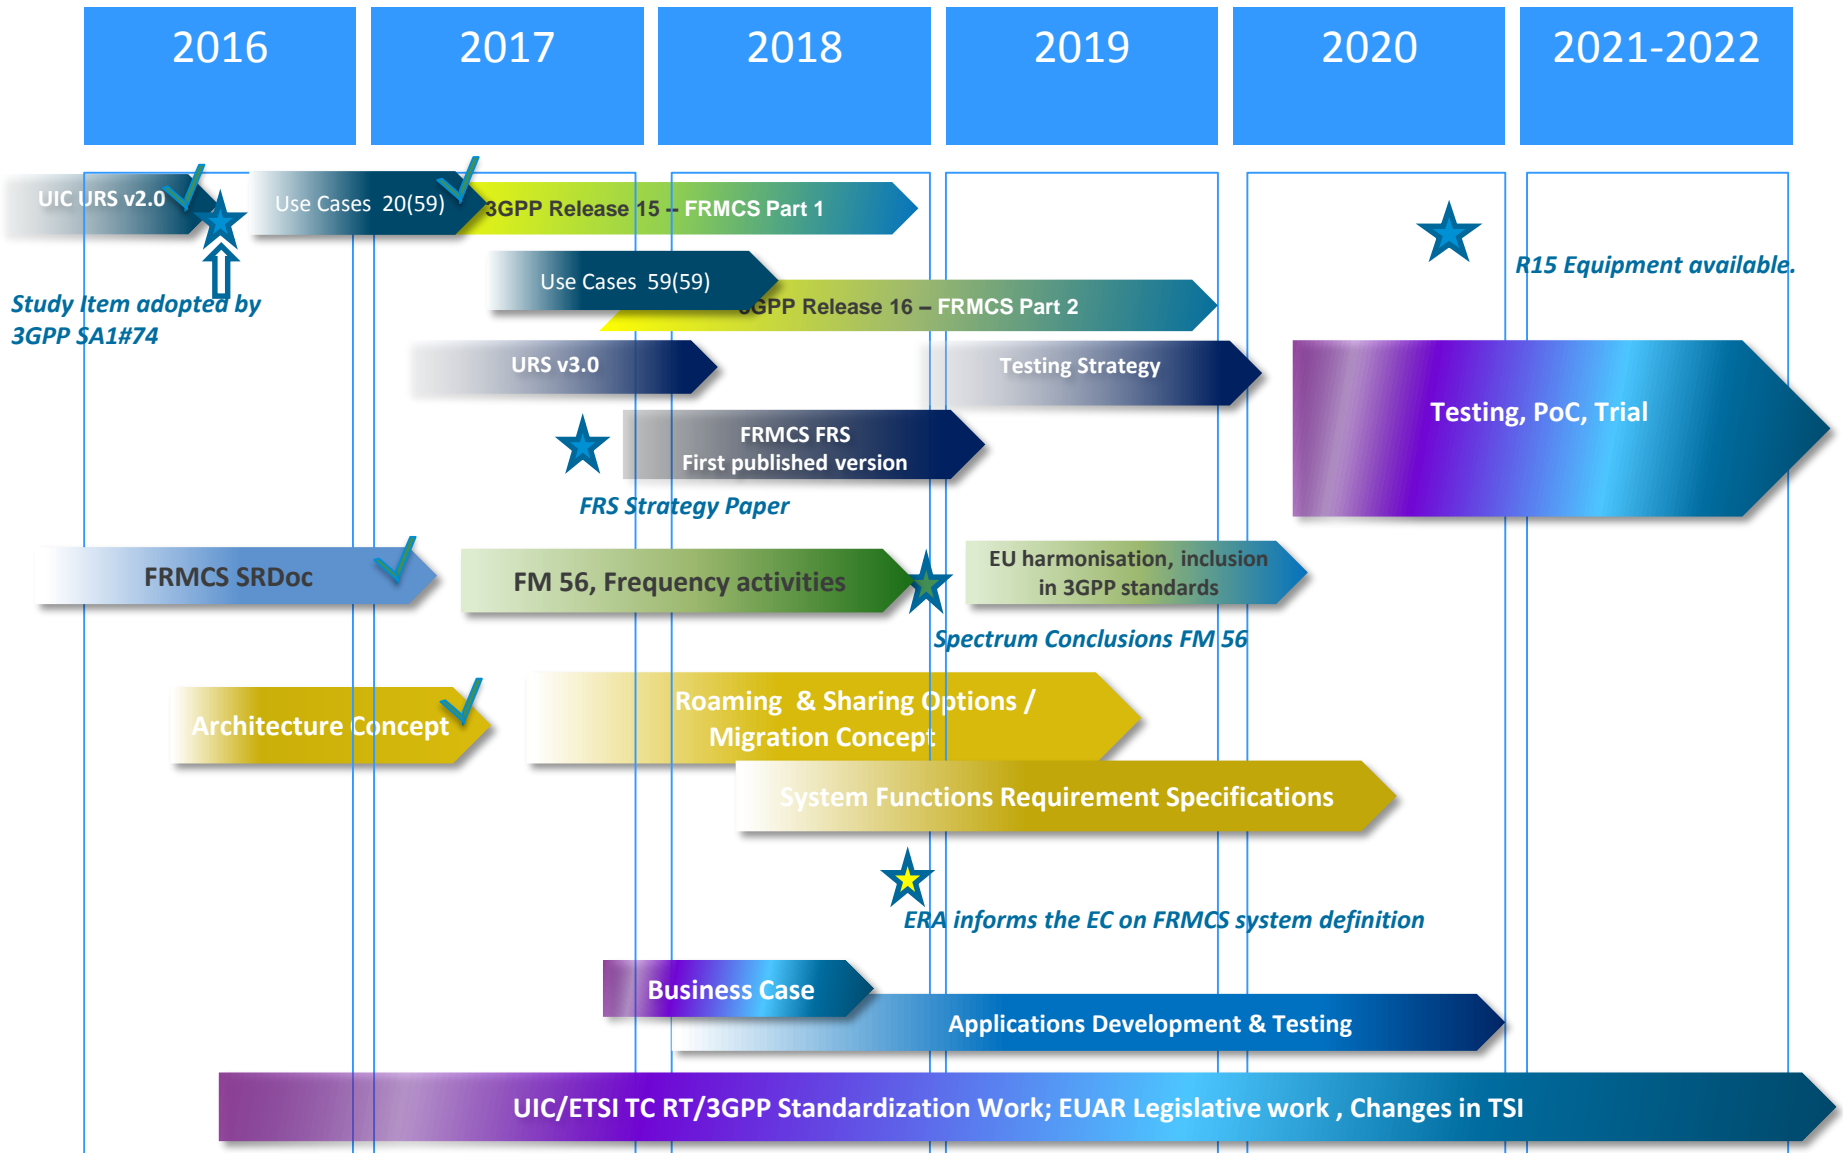 2016
2017
2018
2019
2020
2021-2022
UIC URS v2.0
Use Cases 20(59)
3GPP Release 15 – FRMCS Part 1
Study Item adopted by
3GPP SA1#74
Use Cases 59(59)
3GPP Release 16 – FRMCS Part 2
R15 Equipment available.
URS v3.0
Testing Strategy
Testing, PoC, Trial
FRMCS FRS
First published version
FRS Strategy Paper
FRMCS SRDoc
FM 56, Frequency activities
EU harmonisation, inclusion
in 3GPP standards
Spectrum Conclusions FM 56
Architecture Concept
Roaming & Sharing Options /
Migration Concept
System Functions Requirement Specifications
ERA informs the EC on FRMCS system definition
Business Case
Applications Development & Testing
UIC/ETSI TC RT/3GPP Standardization Work; EUAR Legislative work , Changes in TSI